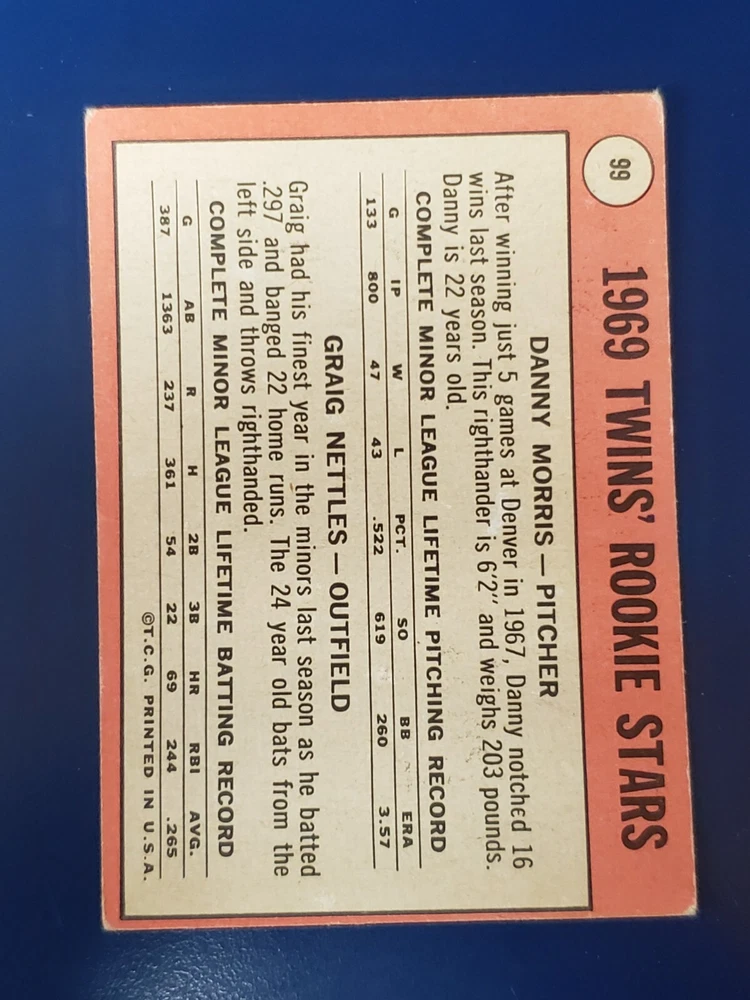 99
1969 TWINS' ROOKIE STARS
DANNY MORRIS — PITCHER
After winning just 5 games at Denver in 1967, Danny notched 16
wins last season. This righthander is 6'2" and weighs 203 pounds.
Danny is 22 years old.
COMPLETE MINOR LEAGUE LIFETIME PITCHING RECORD
G IP W L PCT. SO BB ERA
133 800 47 43 .522 619 260 3.57
GRAIG NETTLES — OUTFIELD
Graig had his finest year in the minors last season as he batted
.297 and banged 22 home runs. The 24 year old bats from the
left side and throws righthanded.
COMPLETE MINOR LEAGUE LIFETIME BATTING RECORD
G AB R H 2B 3B HR RBI AVG.
387 1363 237 361 54 22 69 244 .265
©T.C.G. PRINTED IN U.S.A.